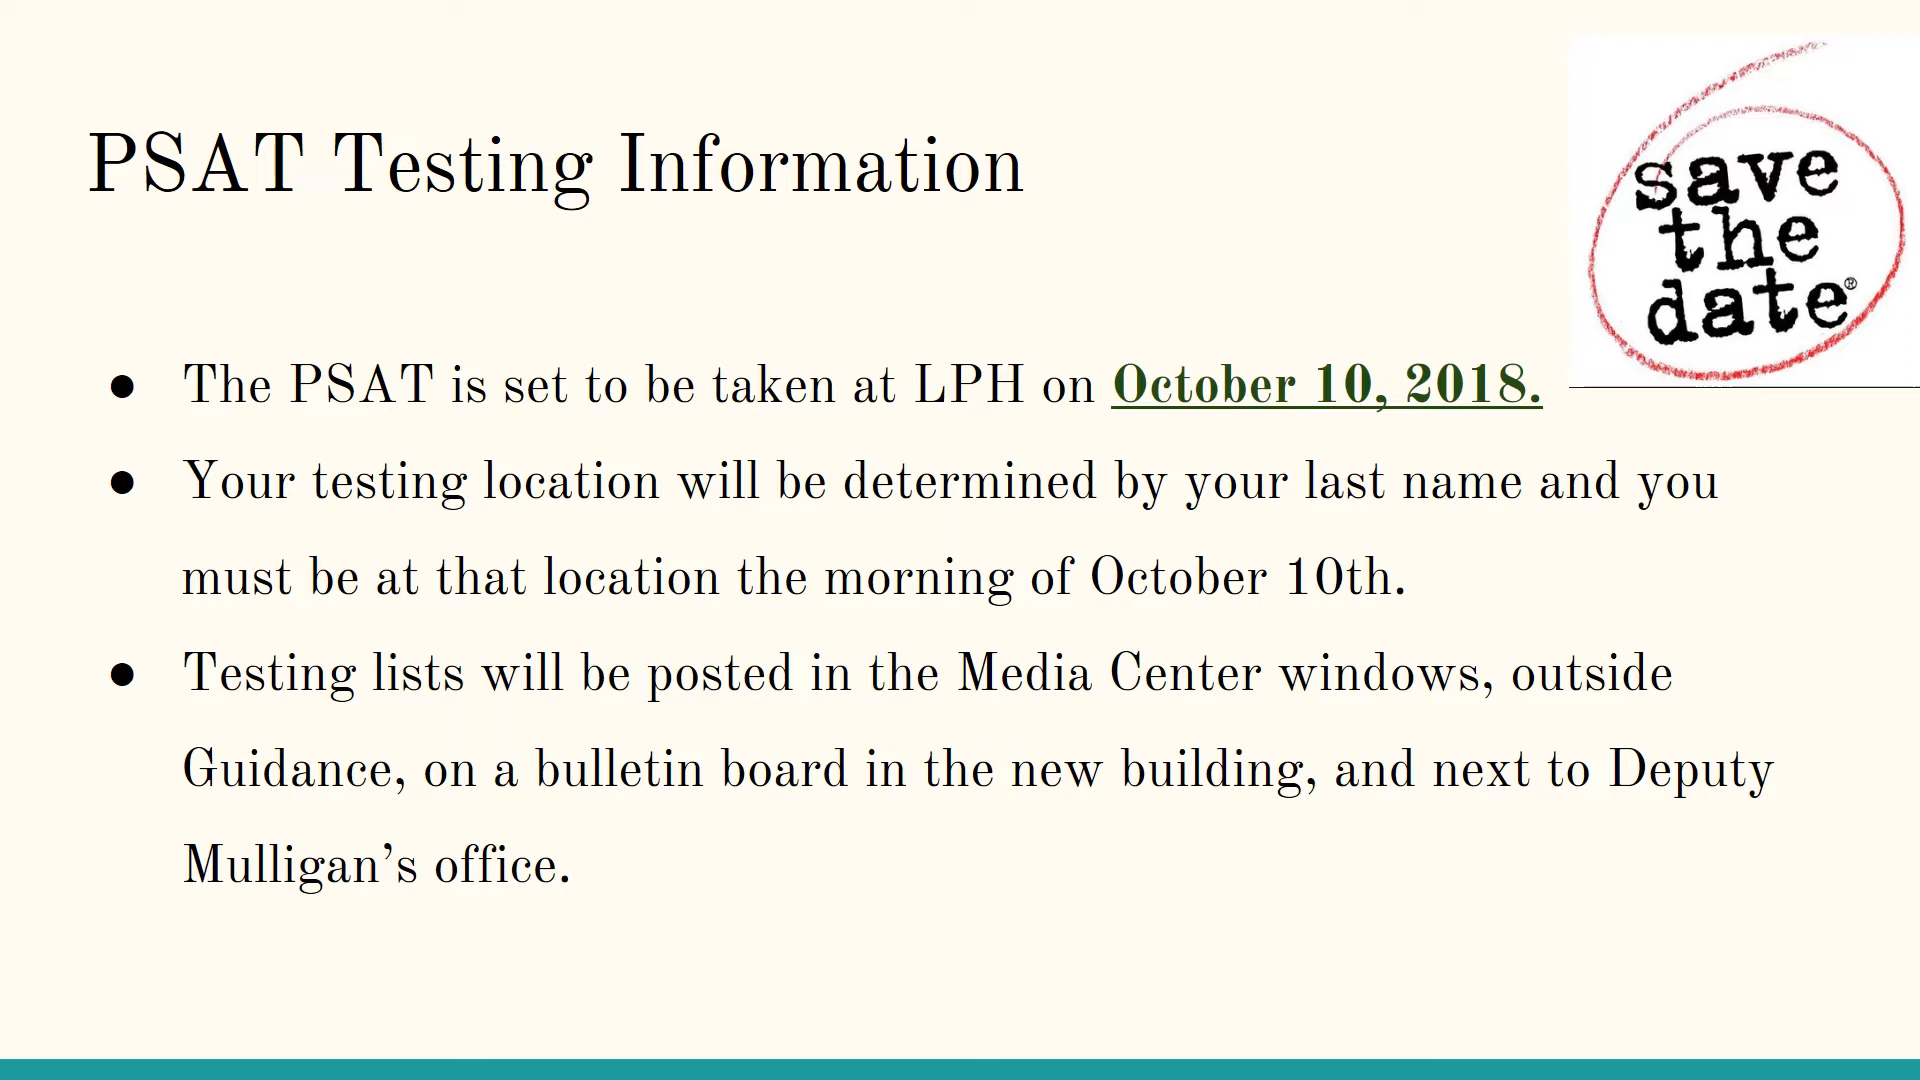 PSAT Testing Information
save
the
date®
● The PSAT is set to be taken at LPH on October 10, 2018.
● Your testing location will be determined by your last name and you
must be at that location the morning of October 10th.
● Testing lists will be posted in the Media Center windows, outside
Guidance, on a bulletin board in the new building, and next to Deputy
Mulligan’s office.